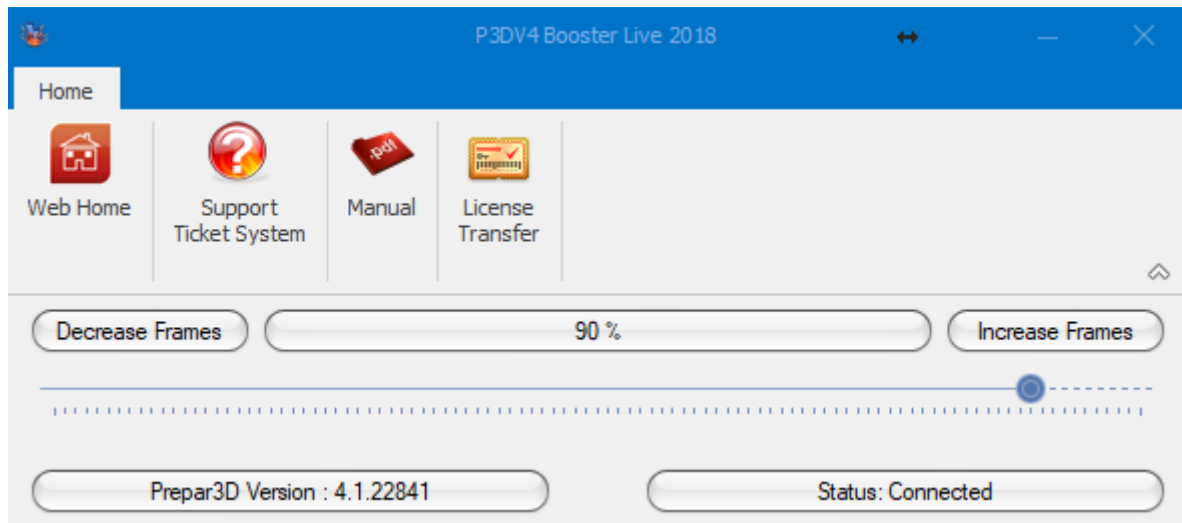 P3DV4 Booster Live 2018
Home
.pdf
Web Home
Support
Ticket System
Manual
License
Transfer
Decrease Frames
90 %
Increase Frames
Prepar3D Version : 4.1.22841
Status: Connected